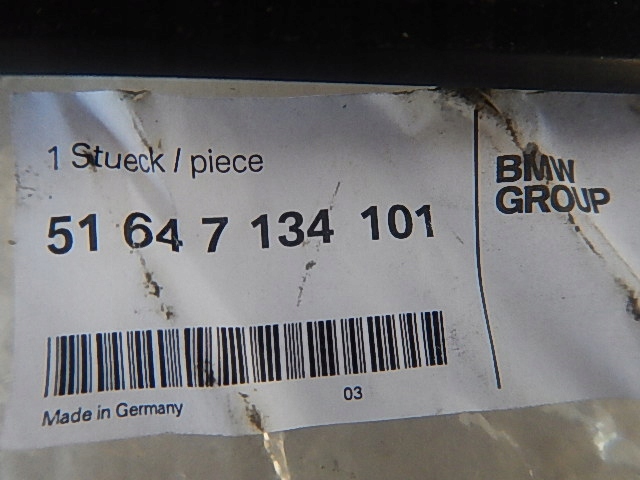 1 Stueck / piece
51 64 7 134 101
BMW
GROUP
03
Made in Germany